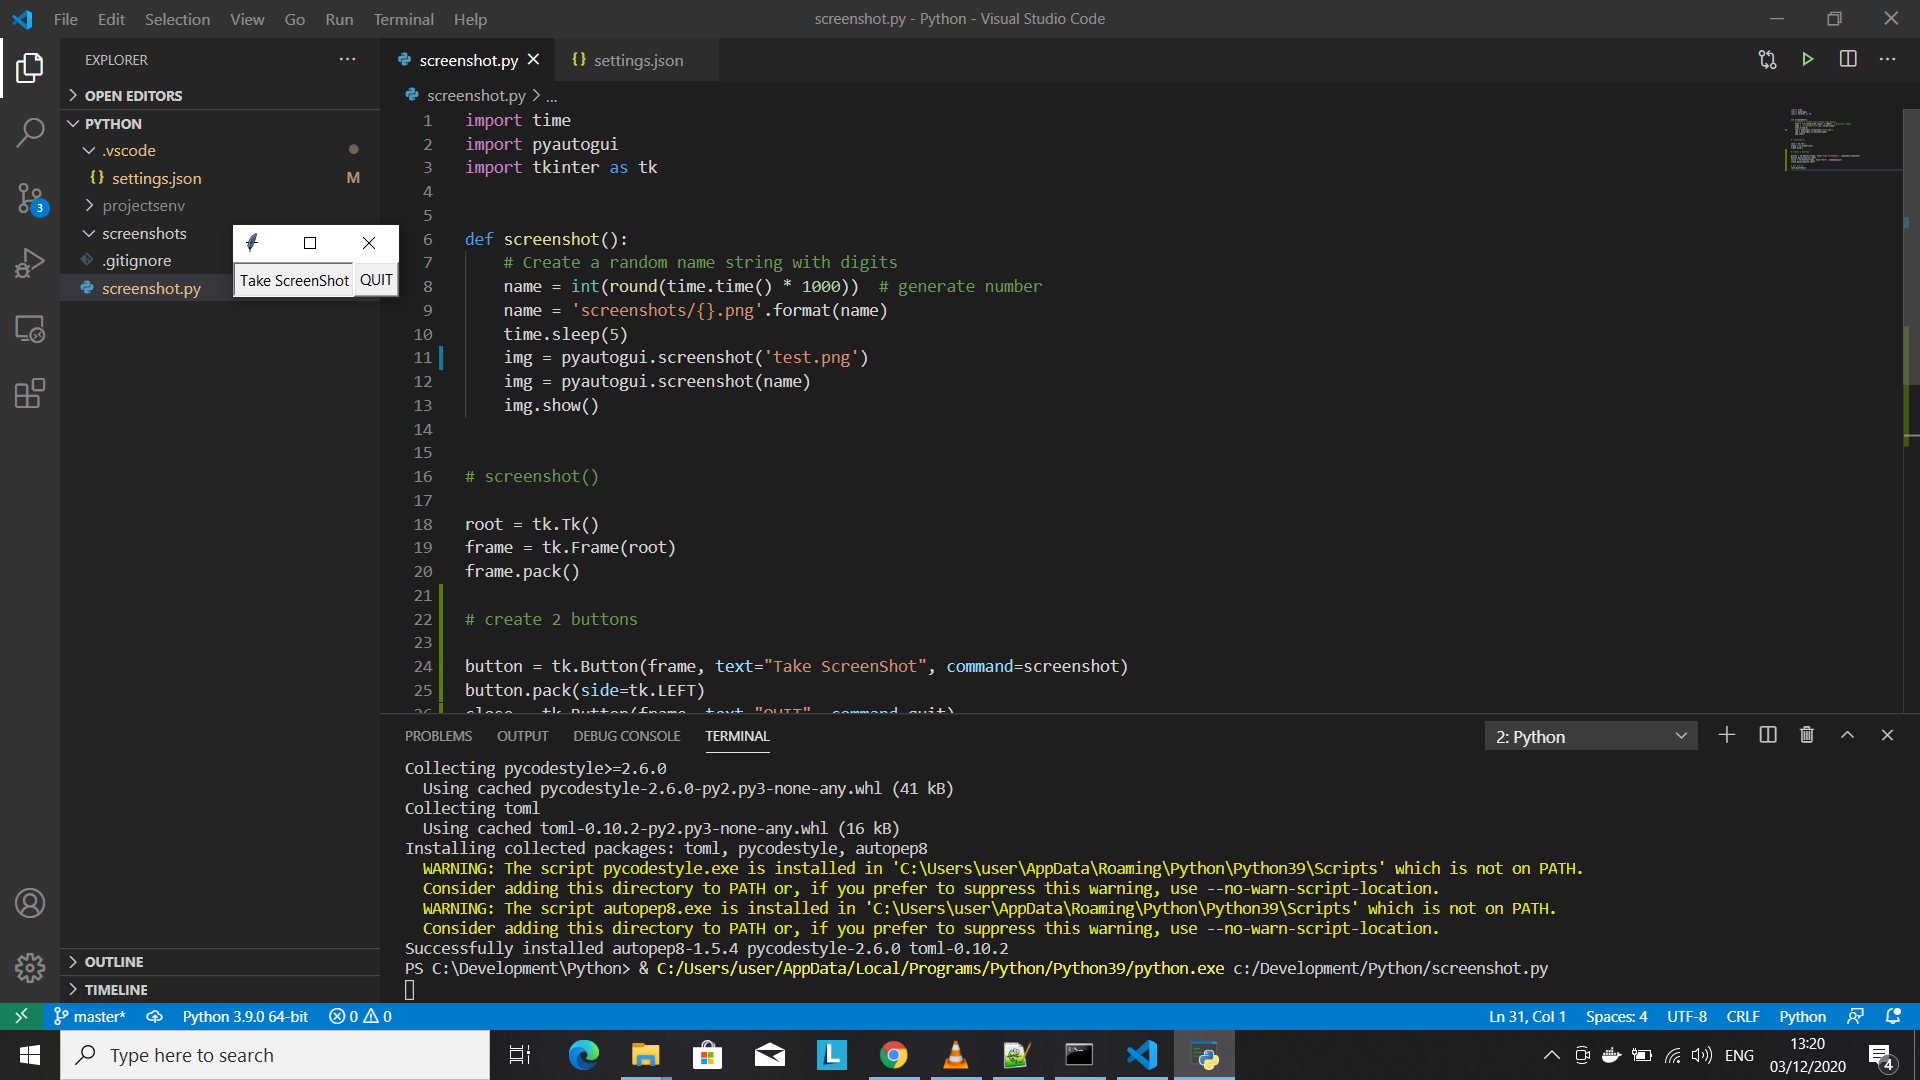 File Edit Selection View Go Run Terminal Help
screenshot.py - Python - Visual Studio Code
EXPLORER
OPEN EDITORS
PYTHON
.vscode
settings.json M
projectsenv
screenshots
.gitignore
screenshot.py
3
Take ScreenShot QUIT
OUTLINE
TIMELINE
screenshot.py settings.json
screenshot.py > ...
1 import time
2 import pyautogui
3 import tkinter as tk
4
5
6 def screenshot():
7 # Create a random name string with digits
8 name = int(round(time.time() * 1000))  # generate number
9 name = 'screenshots/{}.png'.format(name)
10 time.sleep(5)
11 img = pyautogui.screenshot('test.png')
12 img = pyautogui.screenshot(name)
13 img.show()
14
15
16 # screenshot()
17
18 root = tk.Tk()
19 frame = tk.Frame(root)
20 frame.pack()
21
22 # create 2 buttons
23
24 button = tk.Button(frame, text="Take ScreenShot", command=screenshot)
25 button.pack(side=tk.LEFT)
26 close = tk.Button(frame, text="QUIT", command=quit)
PROBLEMS OUTPUT DEBUG CONSOLE TERMINAL
2: Python
Collecting pycodestyle>=2.6.0
Using cached pycodestyle-2.6.0-py2.py3-none-any.whl (41 kB)
Collecting toml
Using cached toml-0.10.2-py2.py3-none-any.whl (16 kB)
Installing collected packages: toml, pycodestyle, autopep8
WARNING: The script pycodestyle.exe is installed in 'C:\Users\user\AppData\Roaming\Python\Python39\Scripts' which is not on PATH.
Consider adding this directory to PATH or, if you prefer to suppress this warning, use --no-warn-script-location.
WARNING: The script autopep8.exe is installed in 'C:\Users\user\AppData\Roaming\Python\Python39\Scripts' which is not on PATH.
Consider adding this directory to PATH or, if you prefer to suppress this warning, use --no-warn-script-location.
Successfully installed autopep8-1.5.4 pycodestyle-2.6.0 toml-0.10.2
PS C:\Development\Python> & C:/Users/user/AppData/Local/Programs/Python/Python39/python.exe c:/Development/Python/screenshot.py
master* Python 3.9.0 64-bit 0 0
Ln 31, Col 1 Spaces: 4 UTF-8 CRLF Python
Type here to search
L
ENG
13:20
03/12/2020
4